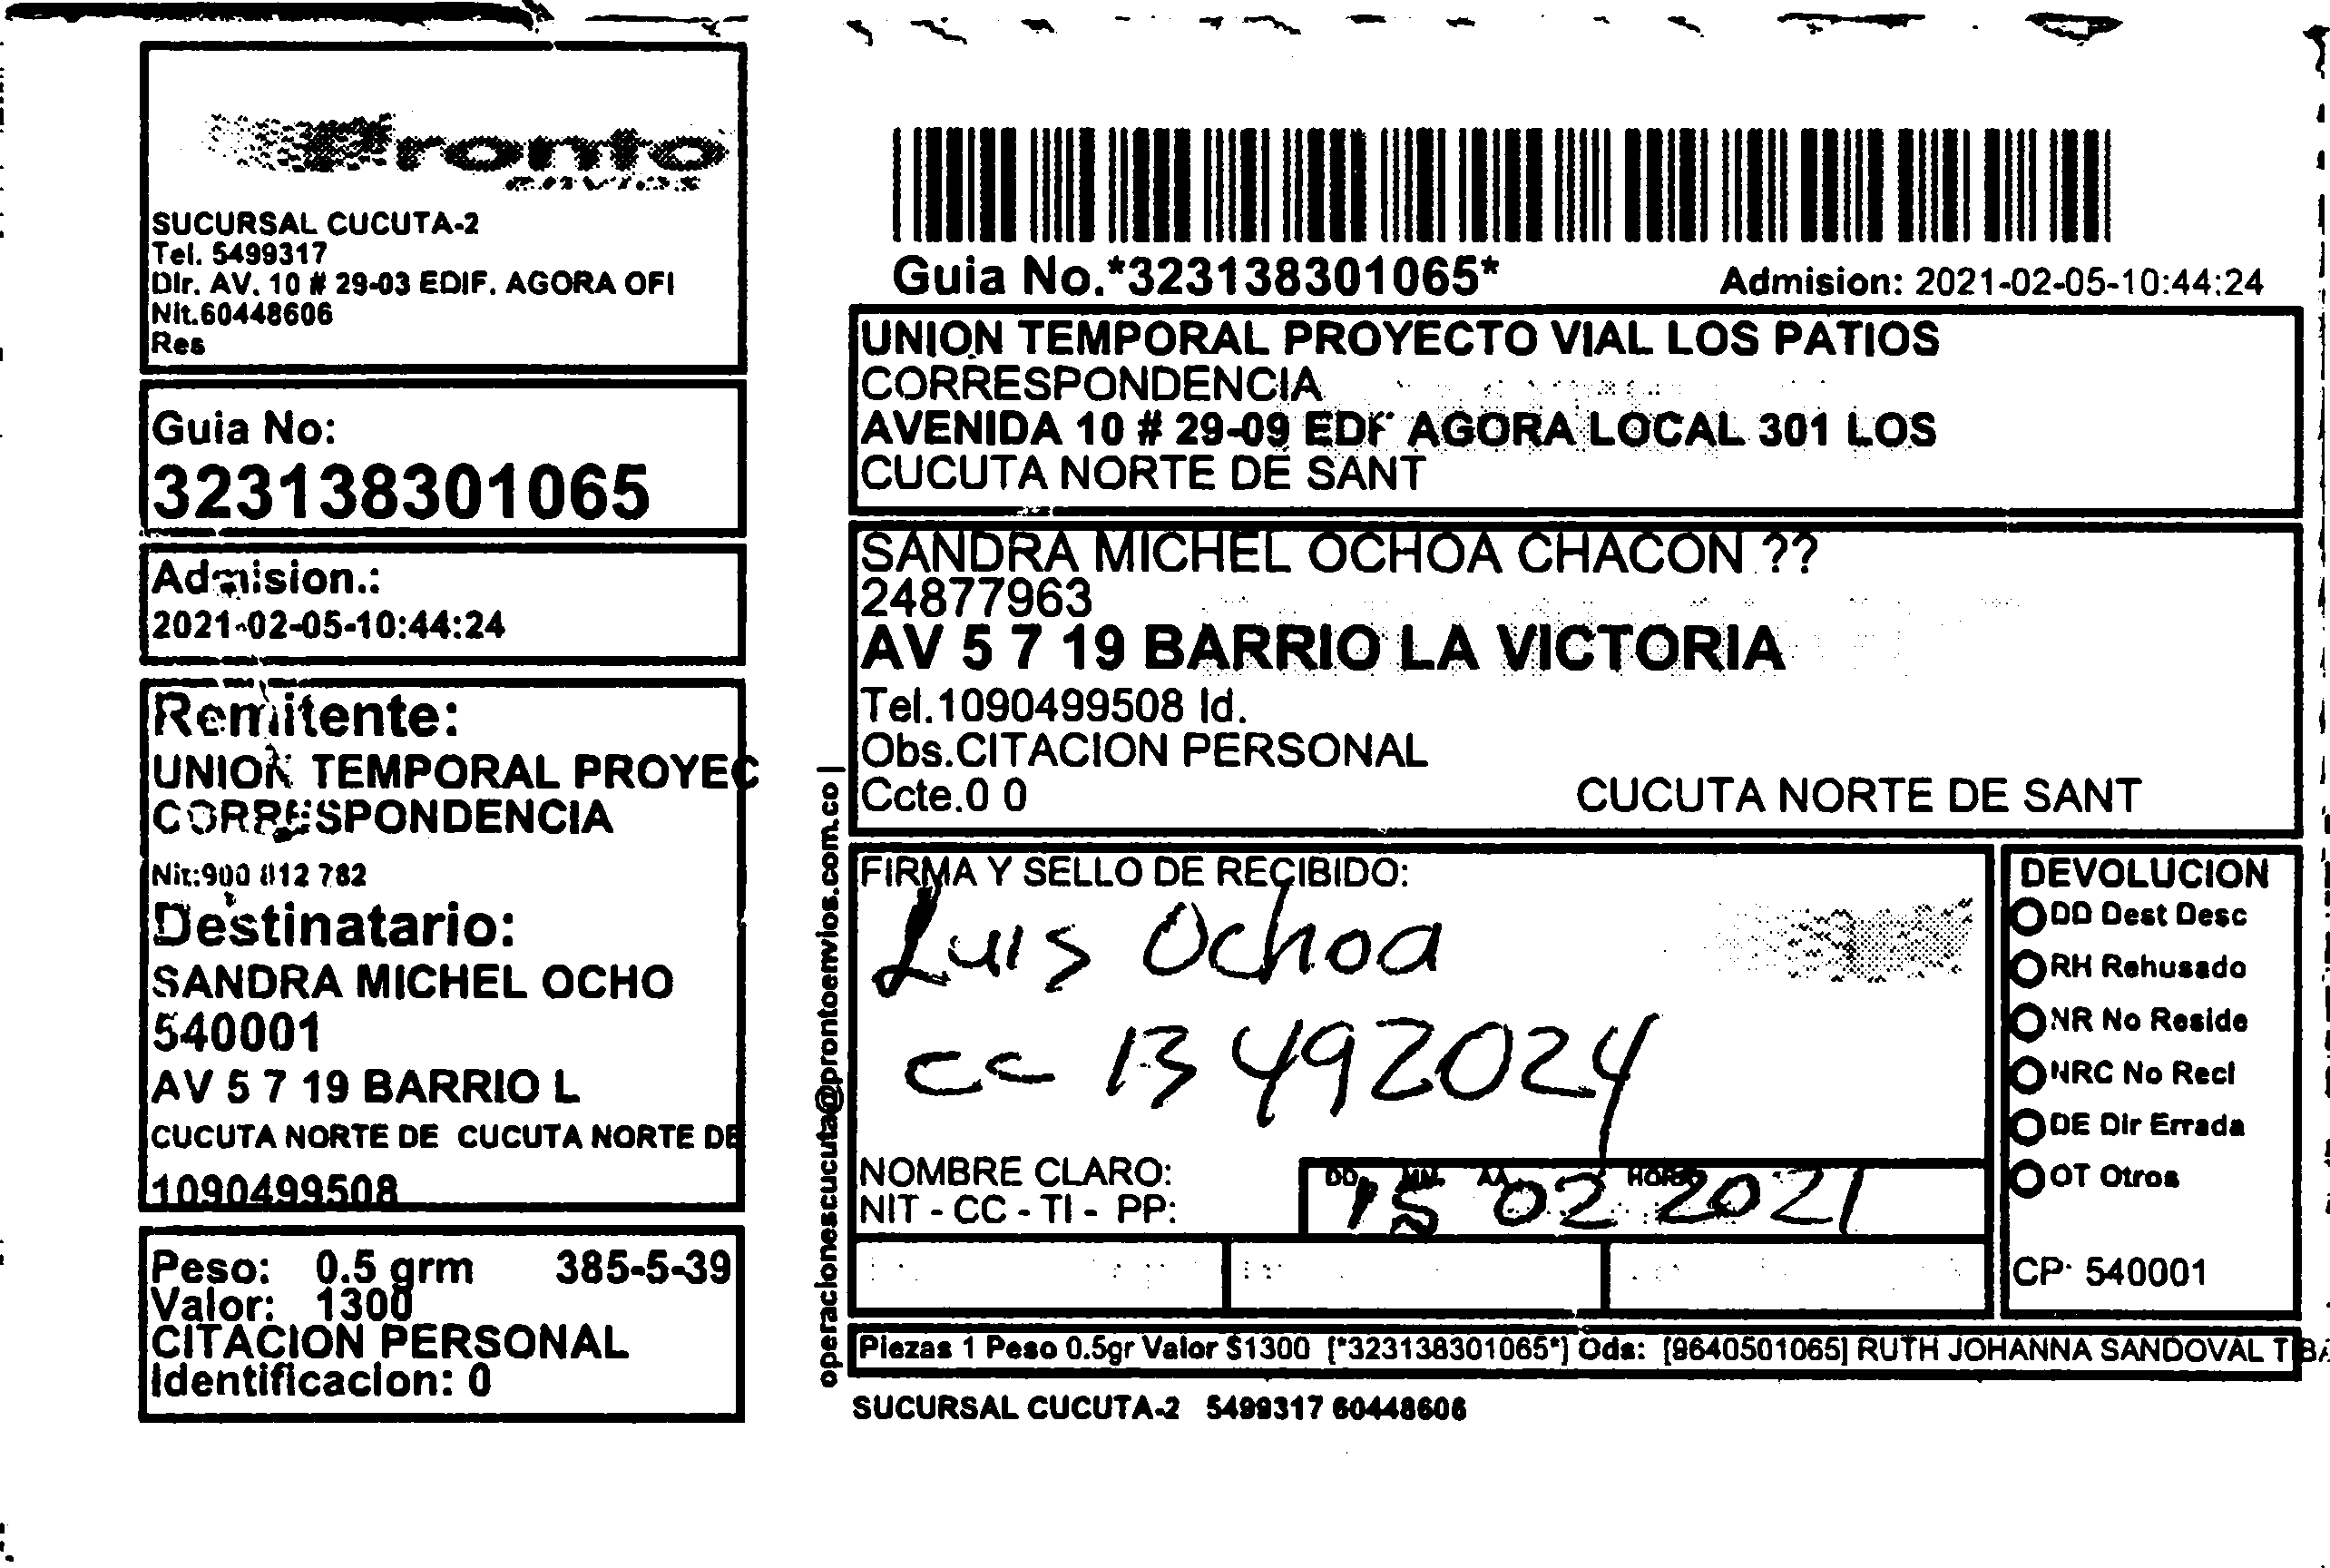 Pronto
envios
SUCURSAL CUCUTA-2
Tel. 5499317
Dir. AV. 10 # 29-03 EDIF. AGORA OFI
Nit.60448606
Res
Guia No:
323138301065
Admision.:
2021-02-05-10:44:24
Remitente:
UNION TEMPORAL PROYEC
CORRESPONDENCIA
Nit:900 812 782
Destinatario:
SANDRA MICHEL OCHO
540001
AV 5 7 19 BARRIO L
CUCUTA NORTE DE CUCUTA NORTE DE
1090499508
Peso: 0.5 grm 385-5-39
Valor: 1300
CITACION PERSONAL
Identificacion: 0
operacionescucuta@prontoenvios.com.co |
Guia No.*323138301065* Admision: 2021-02-05-10:44:24
UNION TEMPORAL PROYECTO VIAL LOS PATIOS
CORRESPONDENCIA
AVENIDA 10 # 29-09 EDF AGORA LOCAL 301 LOS
CUCUTA NORTE DE SANT
SANDRA MICHEL OCHOA CHACON ??
24877963
AV 5 7 19 BARRIO LA VICTORIA
Tel.1090499508 Id.
Obs.CITACION PERSONAL
Ccte.0 0 CUCUTA NORTE DE SANT
FIRMA Y SELLO DE RECIBIDO:
Luis Ochoa
cc 13 492024
NOMBRE CLARO:
NIT - CC - TI - PP:
DD MM AA HORA
15 02 2021
DEVOLUCION
DD Dest Desc
RH Rehusado
NR No Reside
NRC No Recl
DE Dir Errada
OT Otros
CP: 540001
Piezas 1 Peso 0.5gr Valor $1300 [*323138301065*] Ods: [9640501065] RUTH JOHANNA SANDOVAL TIBA
SUCURSAL CUCUTA-2 5499317 60448606